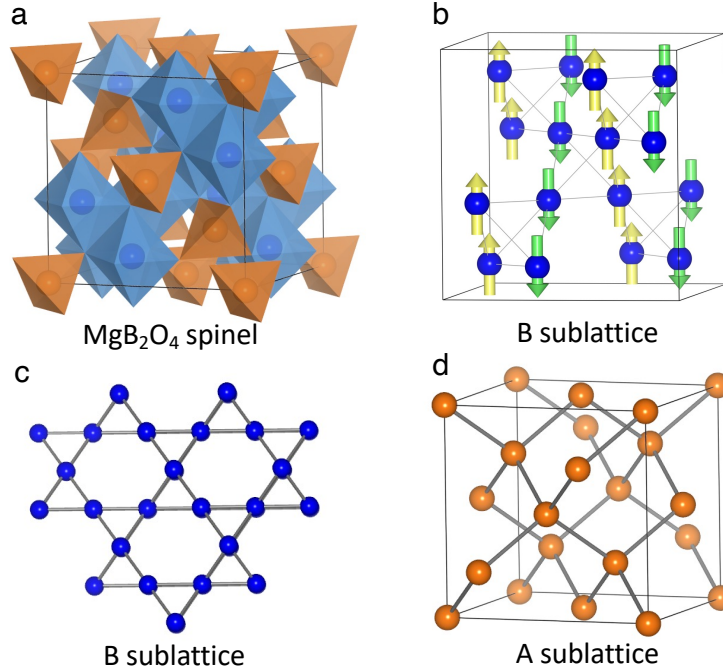 a
b
MgB₂O₄ spinel
B sublattice
c
d
B sublattice
A sublattice